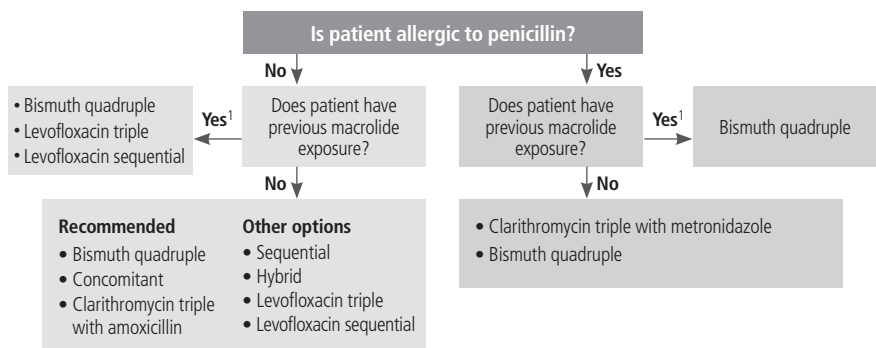 Is patient allergic to penicillin?
No
Yes
• Bismuth quadruple
• Levofloxacin triple
• Levofloxacin sequential
Yes1
Does patient have
previous macrolide
exposure?
Does patient have
previous macrolide
exposure?
Yes1
Bismuth quadruple
No
No
Recommended
• Bismuth quadruple
• Concomitant
• Clarithromycin triple
with amoxicillin
Other options
• Sequential
• Hybrid
• Levofloxacin triple
• Levofloxacin sequential
• Clarithromycin triple with metronidazole
• Bismuth quadruple